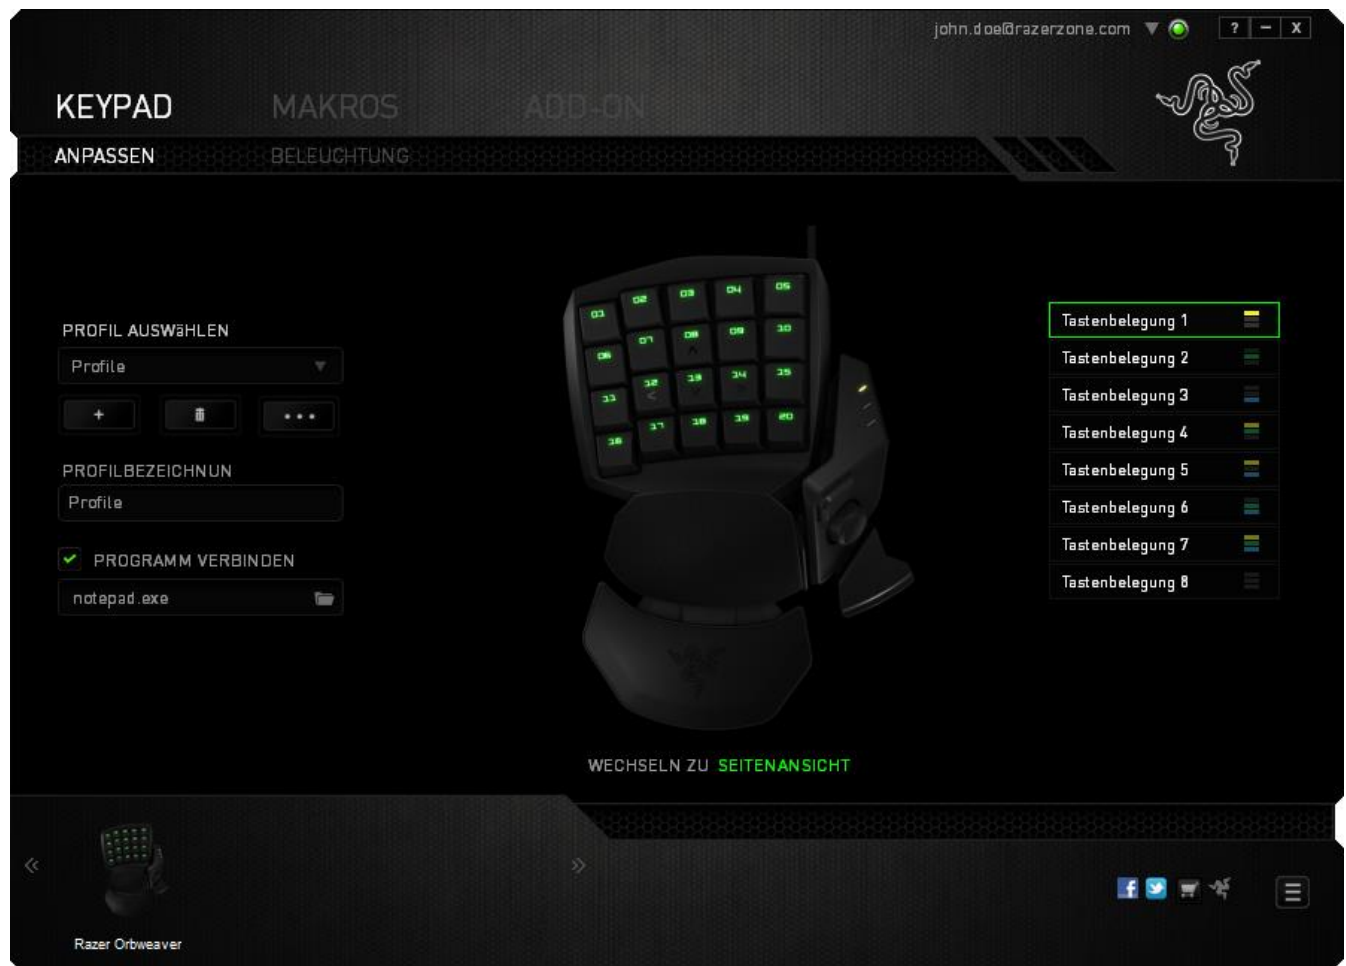 john.doe@razerzone.com
? – X
KEYPAD MAKROS ADD-ON
ANPASSEN BELEUCHTUNG
PROFIL AUSWäHLEN
Profile
PROFILBEZEICHNUN
Profile
PROGRAMM VERBINDEN
notepad.exe
01 02 03 04 05
06 07 08 09 10
11 12 13 14 15
16 17 18 19 20
Tastenbelegung 1
Tastenbelegung 2
Tastenbelegung 3
Tastenbelegung 4
Tastenbelegung 5
Tastenbelegung 6
Tastenbelegung 7
Tastenbelegung 8
WECHSELN ZU SEITENANSICHT
Razer Orbweaver